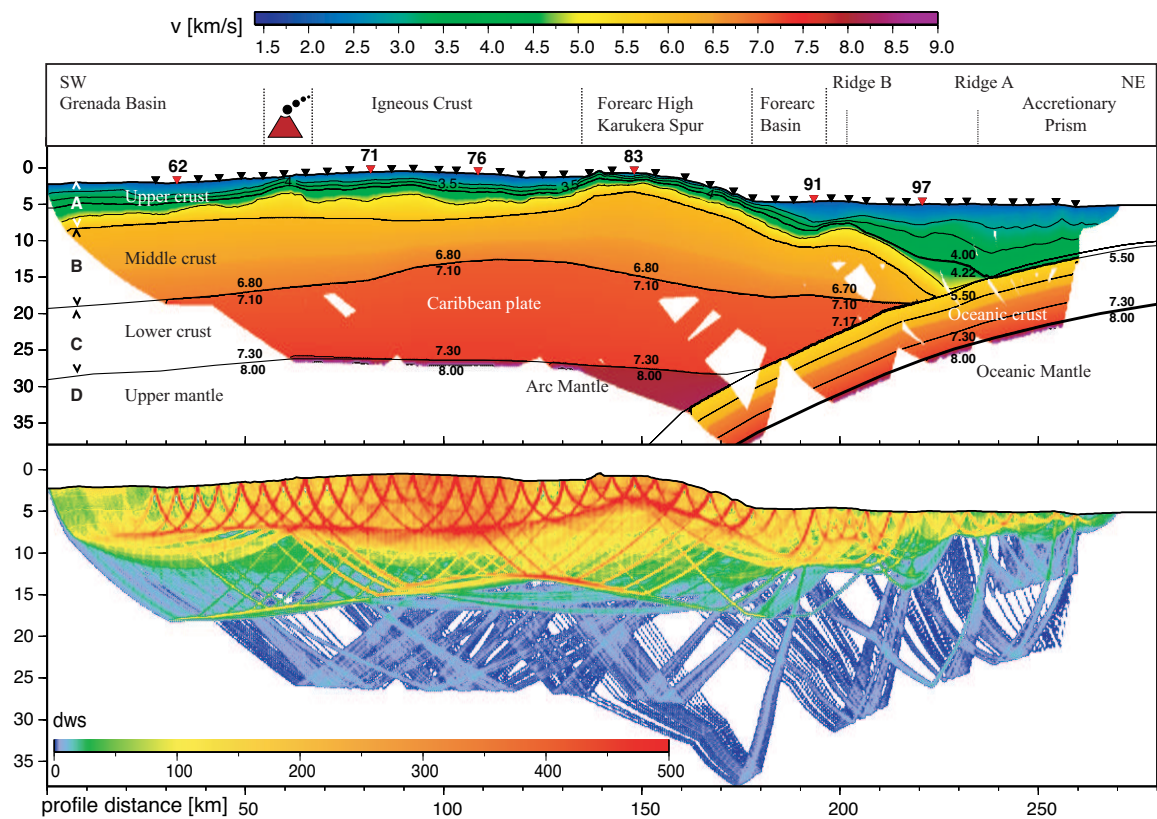 v [km/s]
1.5 2.0 2.5 3.0 3.5 4.0 4.5 5.0 5.5 6.0 6.5 7.0 7.5 8.0 8.5 9.0
SW
Grenada Basin
Igneous Crust
Forearc High
Karukera Spur
Forearc
Basin
Ridge B
Ridge A
NE
Accretionary
Prism
62 71 76 83 91 97
0
5
10
15
20
25
30
35
A
B
C
D
Upper crust
4
3.5
3.5
4
Middle crust
6.80
7.10
6.80
7.10
6.80
7.10
6.70
7.10
7.17
4.00
4.22
5.50
5.50
Caribbean plate
Oceanic crust
7.30
8.00
Lower crust
7.30
8.00
7.30
8.00
7.30
8.00
7.30
8.00
Upper mantle
Arc Mantle
Oceanic Mantle
0
5
10
15
20
25
30
35
dws
0 100 200 300 400 500
profile distance [km] 50 100 150 200 250